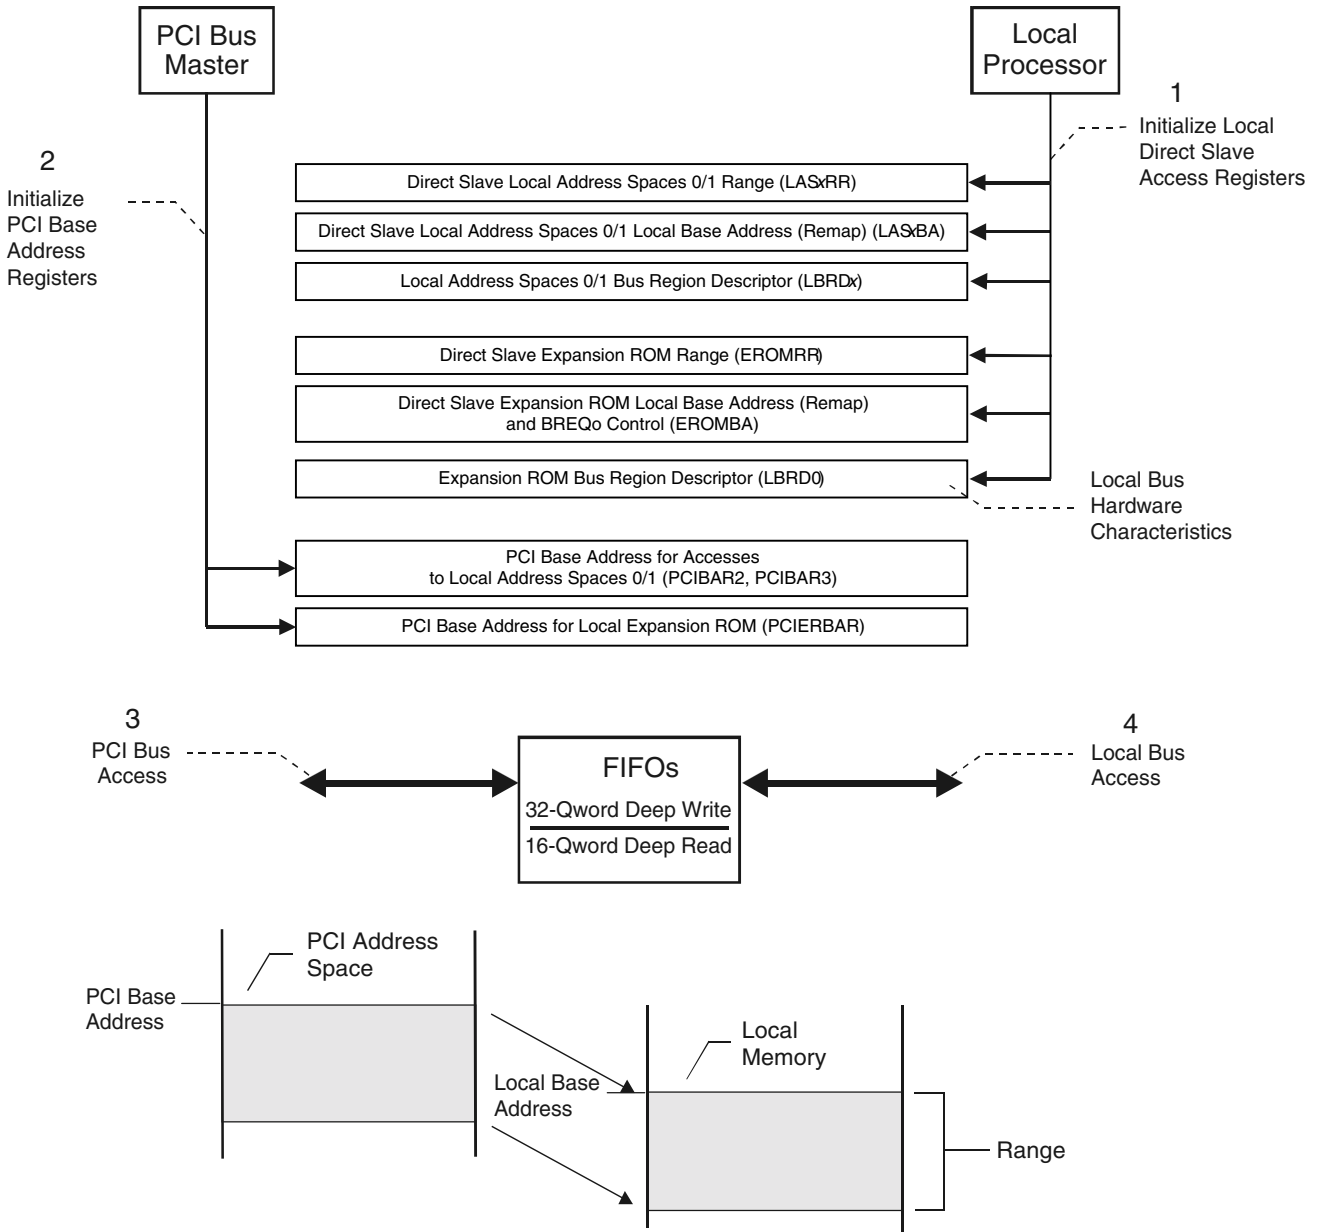 PCI Bus
Master
Local
Processor
1
Initialize Local
Direct Slave
Access Registers
2
Initialize
PCI Base
Address
Registers
Direct Slave Local Address Spaces 0/1 Range (LASxRR)
Direct Slave Local Address Spaces 0/1 Local Base Address (Remap) (LASxBA)
Local Address Spaces 0/1 Bus Region Descriptor (LBRDx)
Direct Slave Expansion ROM Range (EROMRR)
Direct Slave Expansion ROM Local Base Address (Remap)
and BREQo Control (EROMBA)
Expansion ROM Bus Region Descriptor (LBRD0)
Local Bus
Hardware
Characteristics
PCI Base Address for Accesses
to Local Address Spaces 0/1 (PCIBAR2, PCIBAR3)
PCI Base Address for Local Expansion ROM (PCIERBAR)
3
PCI Bus
Access
FIFOs
32-Qword Deep Write
16-Qword Deep Read
4
Local Bus
Access
PCI Address
Space
PCI Base
Address
Local
Memory
Local Base
Address
Range